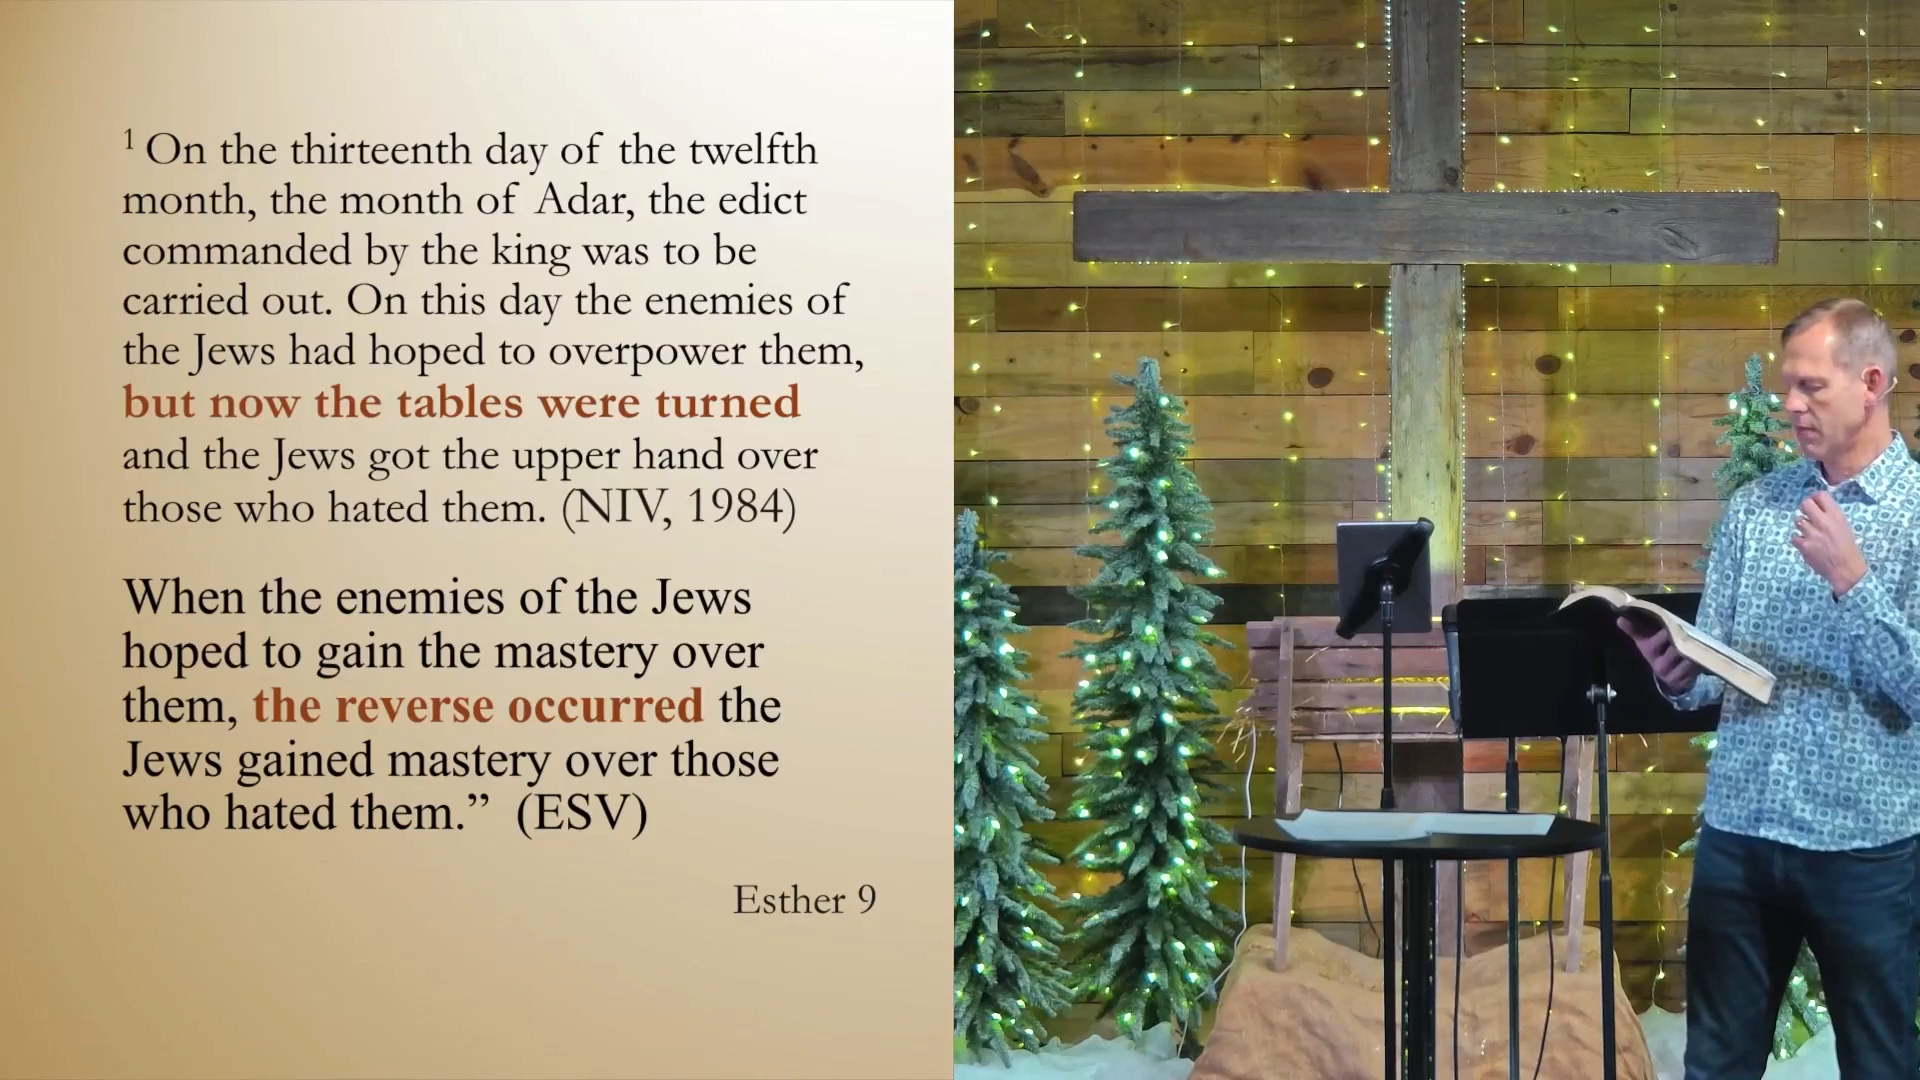 1 On the thirteenth day of the twelfth
month, the month of Adar, the edict
commanded by the king was to be
carried out. On this day the enemies of
the Jews had hoped to overpower them,
but now the tables were turned
and the Jews got the upper hand over
those who hated them. (NIV, 1984)
When the enemies of the Jews
hoped to gain the mastery over
them, the reverse occurred the
Jews gained mastery over those
who hated them.” (ESV)
Esther 9